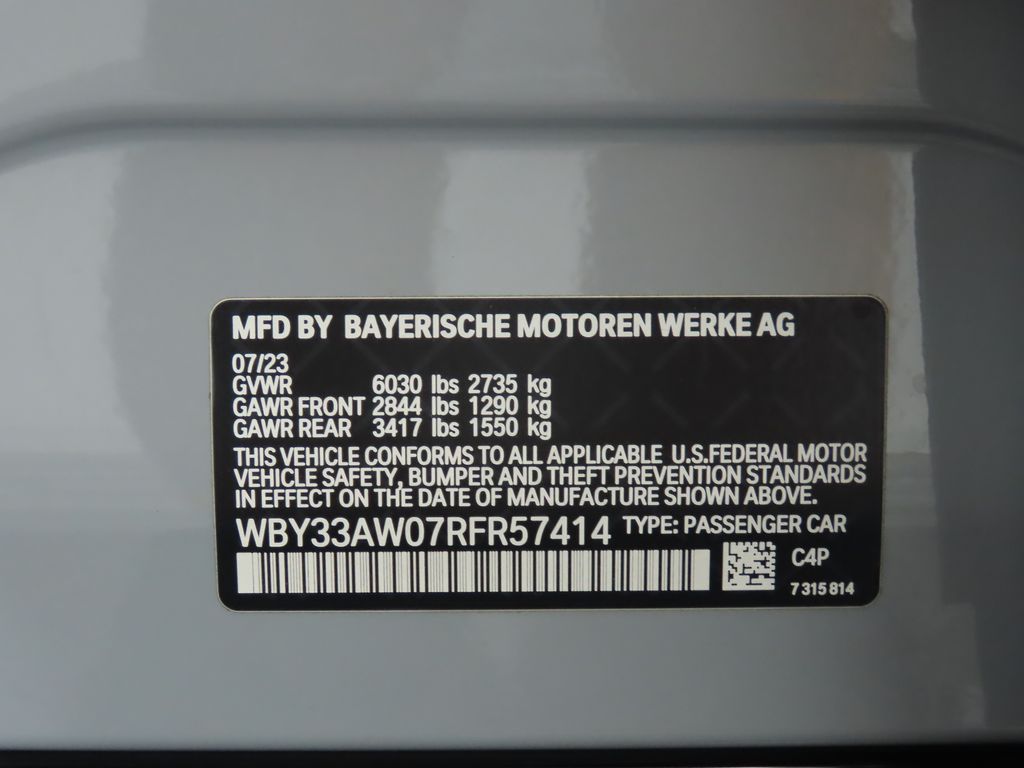 MFD BY BAYERISCHE MOTOREN WERKE AG
07/23
GVWR 6030 lbs 2735 kg
GAWR FRONT 2844 lbs 1290 kg
GAWR REAR 3417 lbs 1550 kg
THIS VEHICLE CONFORMS TO ALL APPLICABLE U.S.FEDERAL MOTOR
VEHICLE SAFETY, BUMPER AND THEFT PREVENTION STANDARDS
IN EFFECT ON THE DATE OF MANUFACTURE SHOWN ABOVE.
WBY33AW07RFR57414 TYPE: PASSENGER CAR
C4P
7 315 814